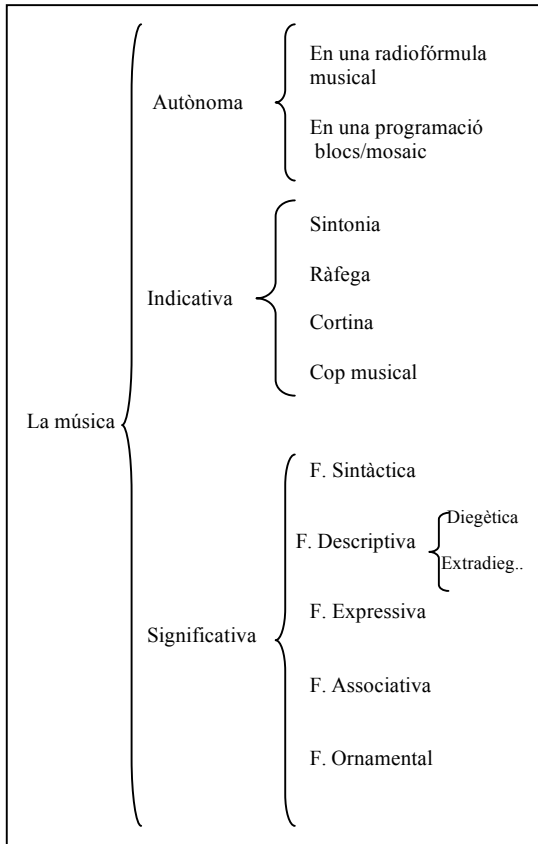 La música
Autònoma
En una radiofórmula
musical
En una programació
blocs/mosaic
Indicativa
Sintonia
Ràfega
Cortina
Cop musical
Significativa
F. Sintàctica
F. Descriptiva
Diegètica
Extradieg..
F. Expressiva
F. Associativa
F. Ornamental